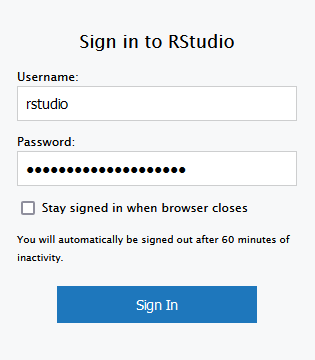 Sign in to RStudio
Username:
rstudio
Password:
●●●●●●●●●●●●●●●●●●●●
Stay signed in when browser closes
You will automatically be signed out after 60 minutes of
inactivity.
Sign In